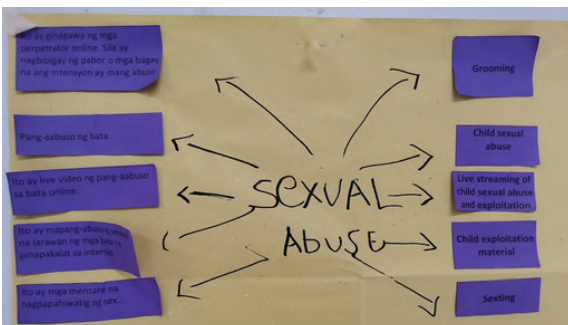 Ito ay ginagawa ng mga
perpetrator online. Sila ay
nagbibigay ng pabor o mga bagay
na ang intensyon ay mang abuse.
Grooming
Pang-aabuso ng bata.
Child sexual
abuse
Ito ay live video ng pang-aabuso
sa bata online.
Live streaming of
child sexual abuse
and exploitation
SEXUAL
ABUSE
Ito ay mapang-abusong
na larawan ng mga bata na
pinapakalat sa internet.
Child exploitation
material
Ito ay mga mensahe na
nagpapahiwatig ng sex.
Sexting